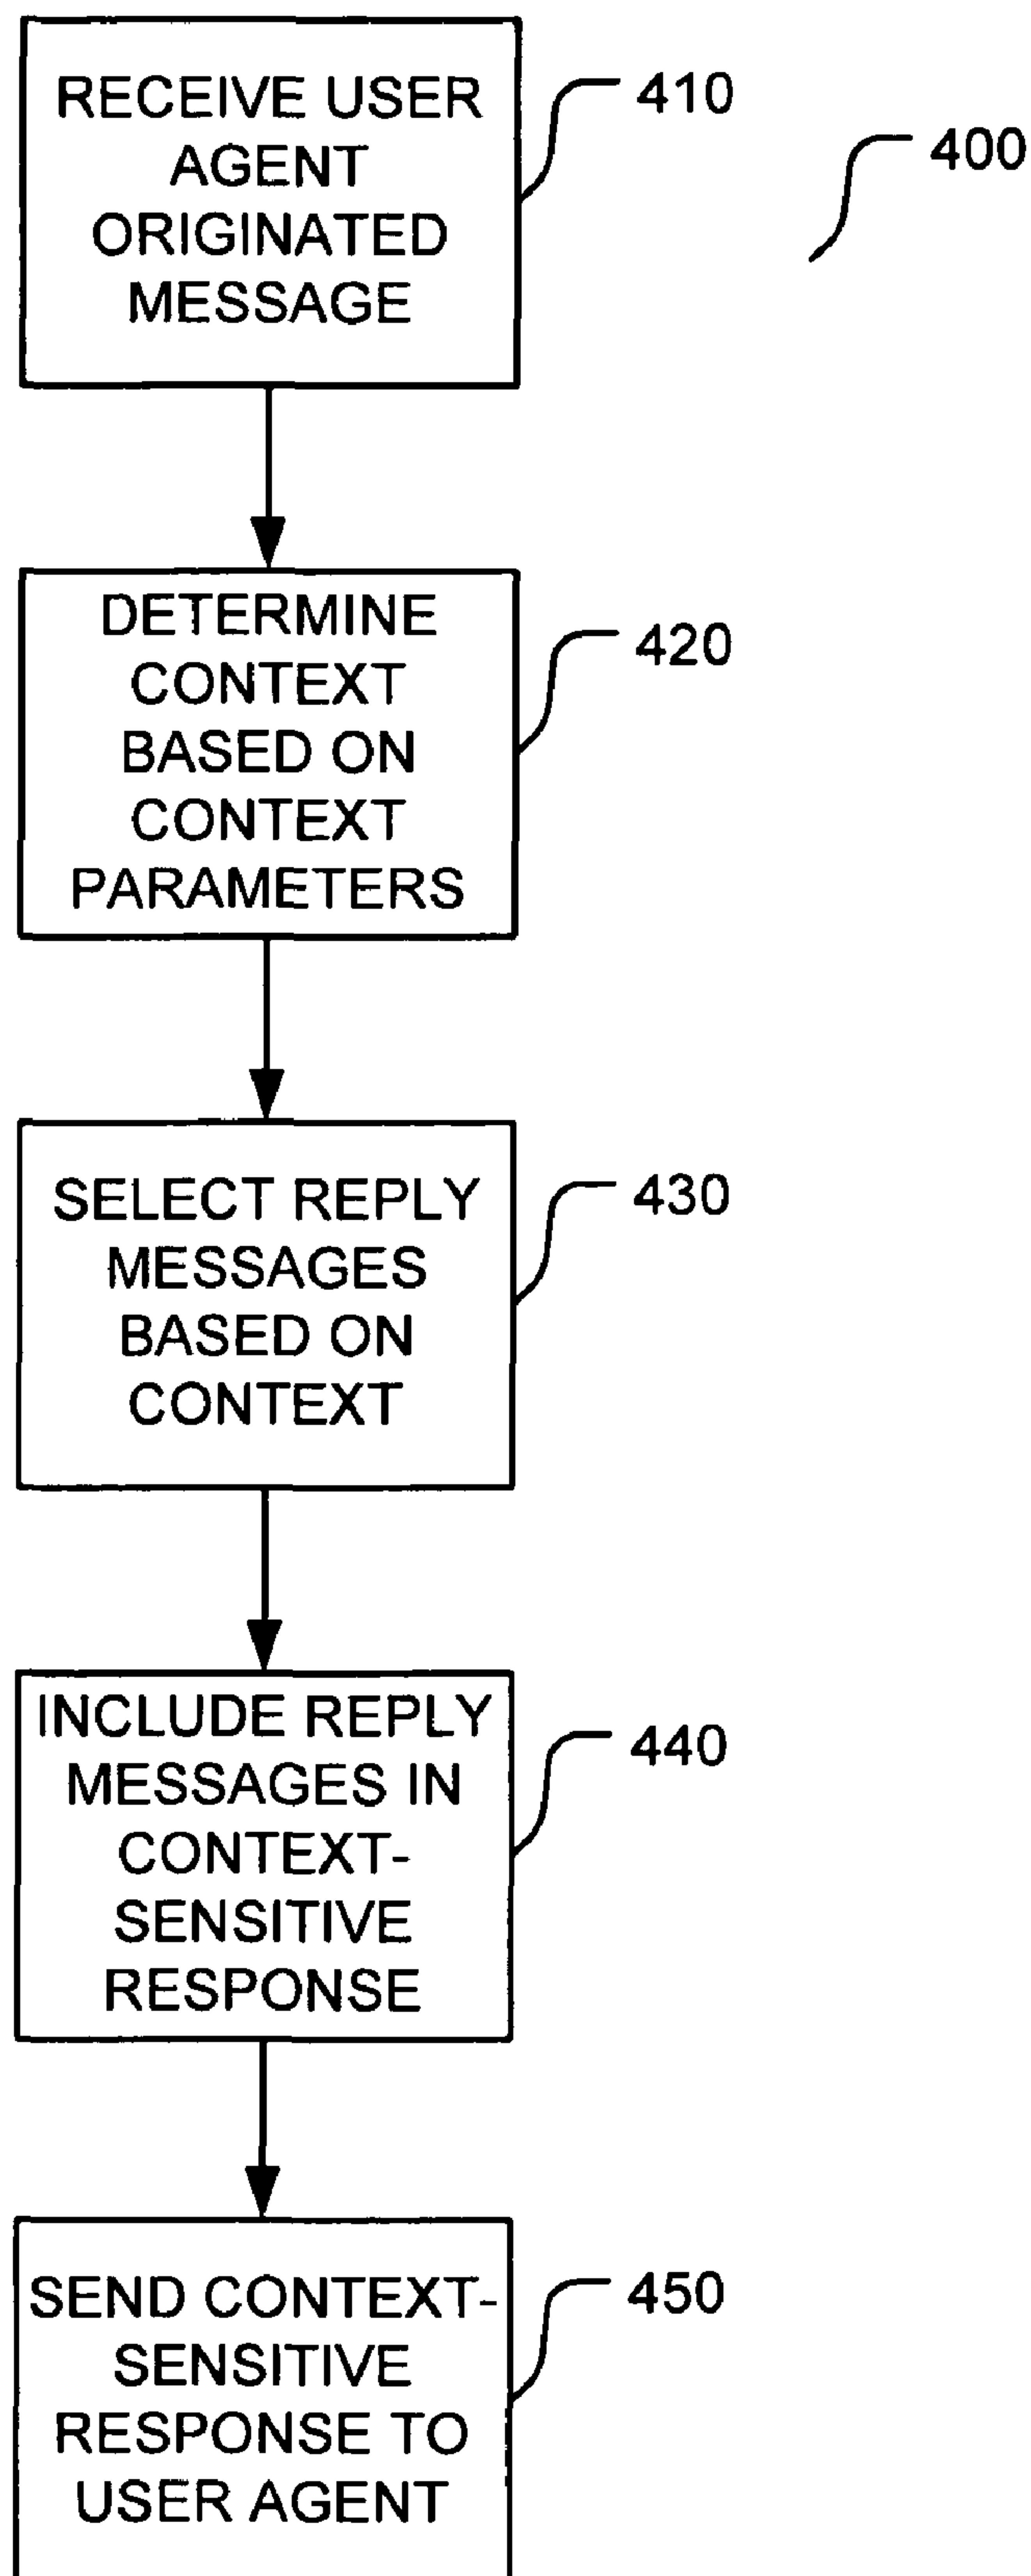 RECEIVE USER
AGENT
ORIGINATED
MESSAGE
410
400
DETERMINE
CONTEXT
BASED ON
CONTEXT
PARAMETERS
420
SELECT REPLY
MESSAGES
BASED ON
CONTEXT
430
INCLUDE REPLY
MESSAGES IN
CONTEXT-
SENSITIVE
RESPONSE
440
SEND CONTEXT-
SENSITIVE
RESPONSE TO
USER AGENT
450